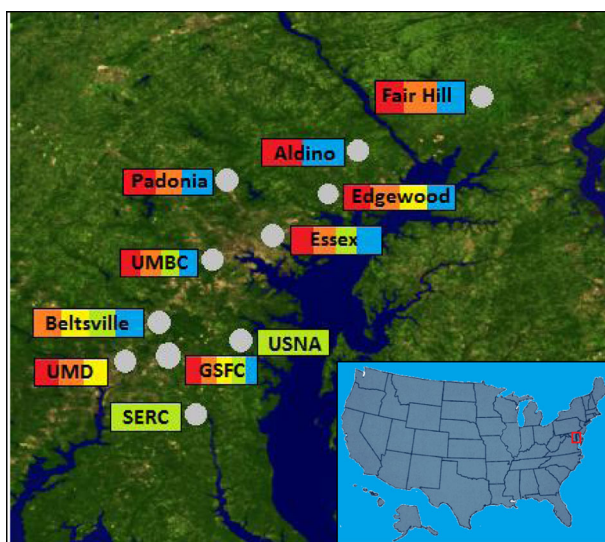 Fair Hill
Aldino
Padonia
Edgewood
Essex
UMBC
Beltsville
USNA
UMD
GSFC
SERC